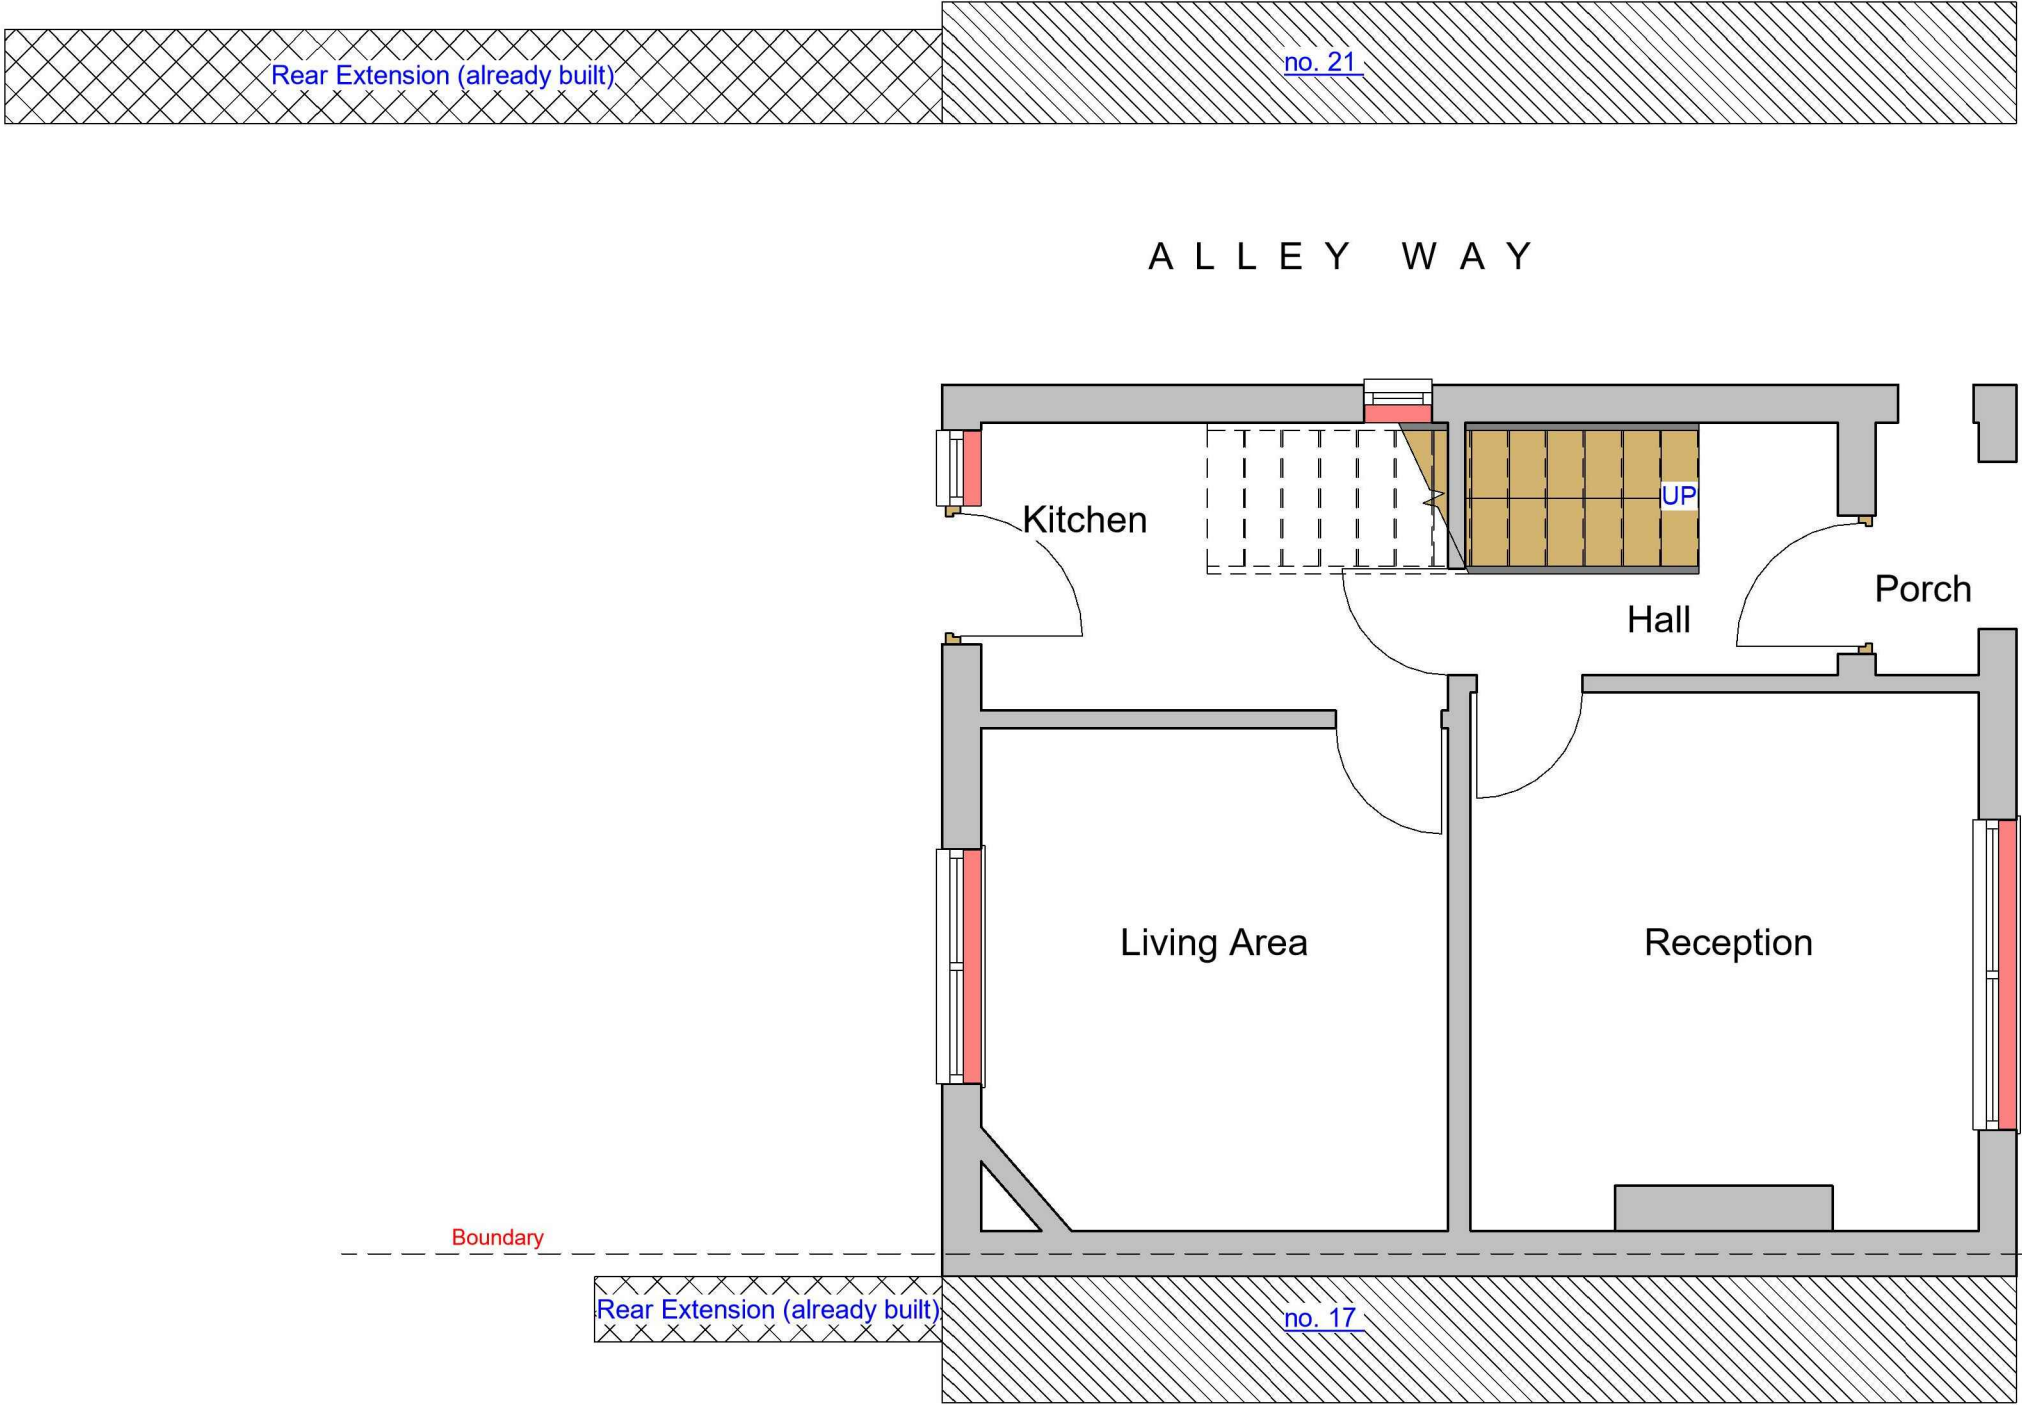 no. 21
Rear Extension (already built)
ALLEY WAY
Kitchen
UP
Porch
Hall
Living Area
Reception
Boundary
Rear Extension (already built)
no. 17